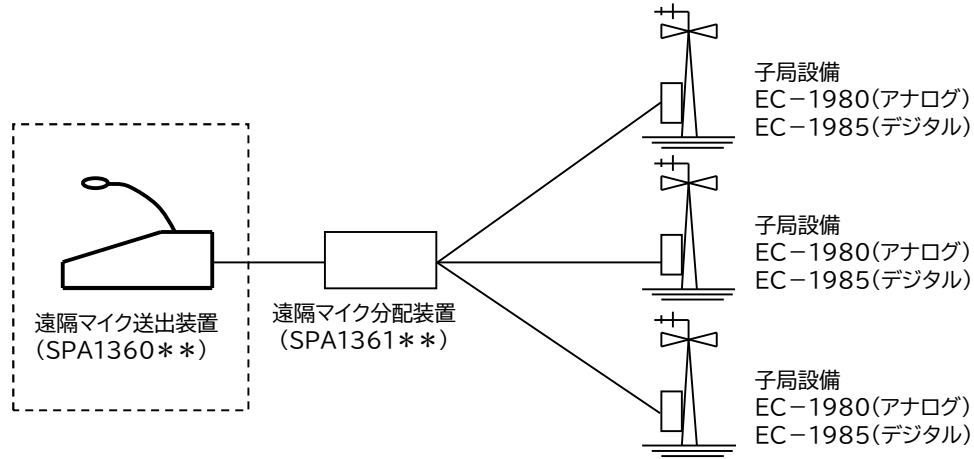 子局設備
EC－1980(アナログ)
EC－1985(デジタル)
子局設備
EC－1980(アナログ)
EC－1985(デジタル)
遠隔マイク送出装置
(SPA1360＊＊)
遠隔マイク分配装置
(SPA1361＊＊)
子局設備
EC－1980(アナログ)
EC－1985(デジタル)